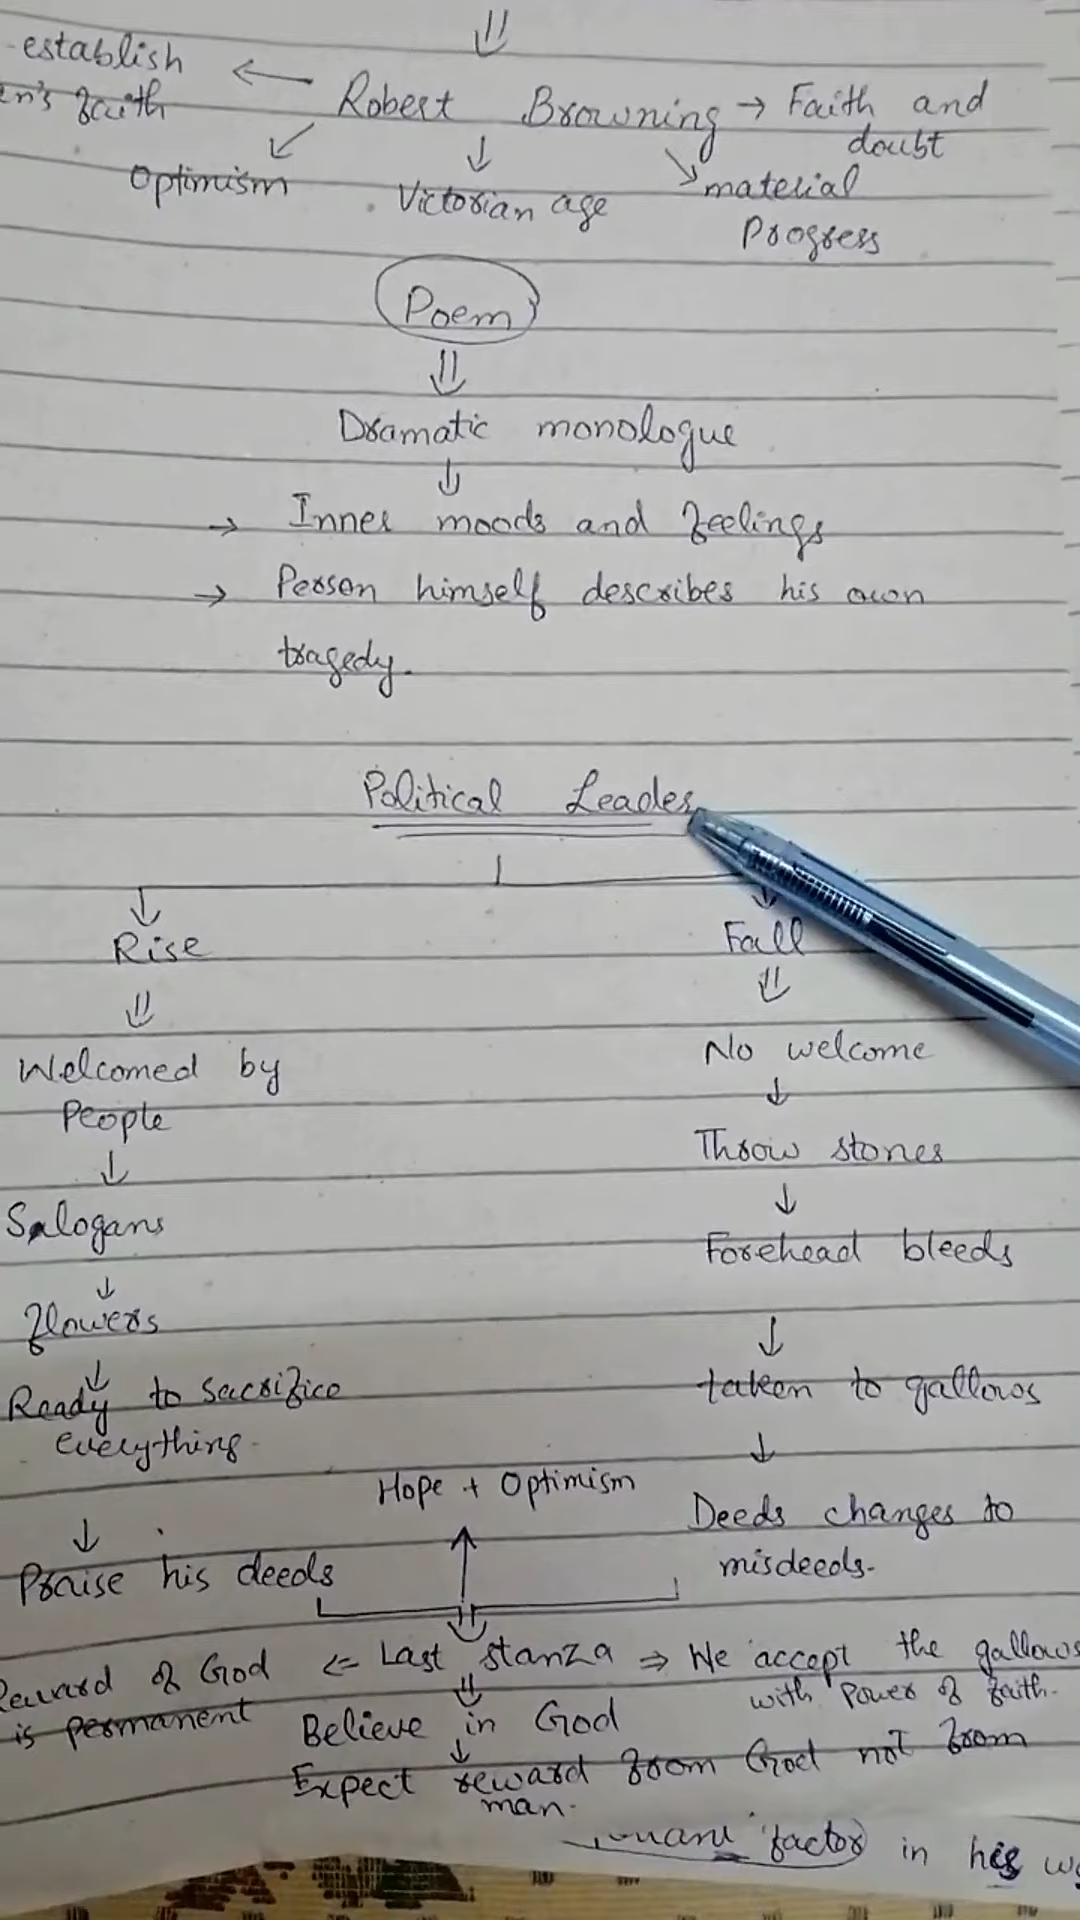 establish
en's faith
Robert Browning → Faith and
doubt
Optimism
Victorian age
material
Progress
Poem
Dramatic monologue
→ Inner moods and feelings
→ Person himself describes his own
tragedy.
Political Leader
Rise
Fall
Welcomed by
People
No welcome
Throw stones
Slogans
Forehead bleeds
flowers
Ready to sacrifice
everything.
taken to gallows
Hope + Optimism
Deeds changes to
misdeeds.
Praise his deeds
Reward of God
is permanent
⇐ Last stanza ⇒ We accept the gallows
with Power of faith.
Believe in God
Expect reward from God not from
man.
factor in his